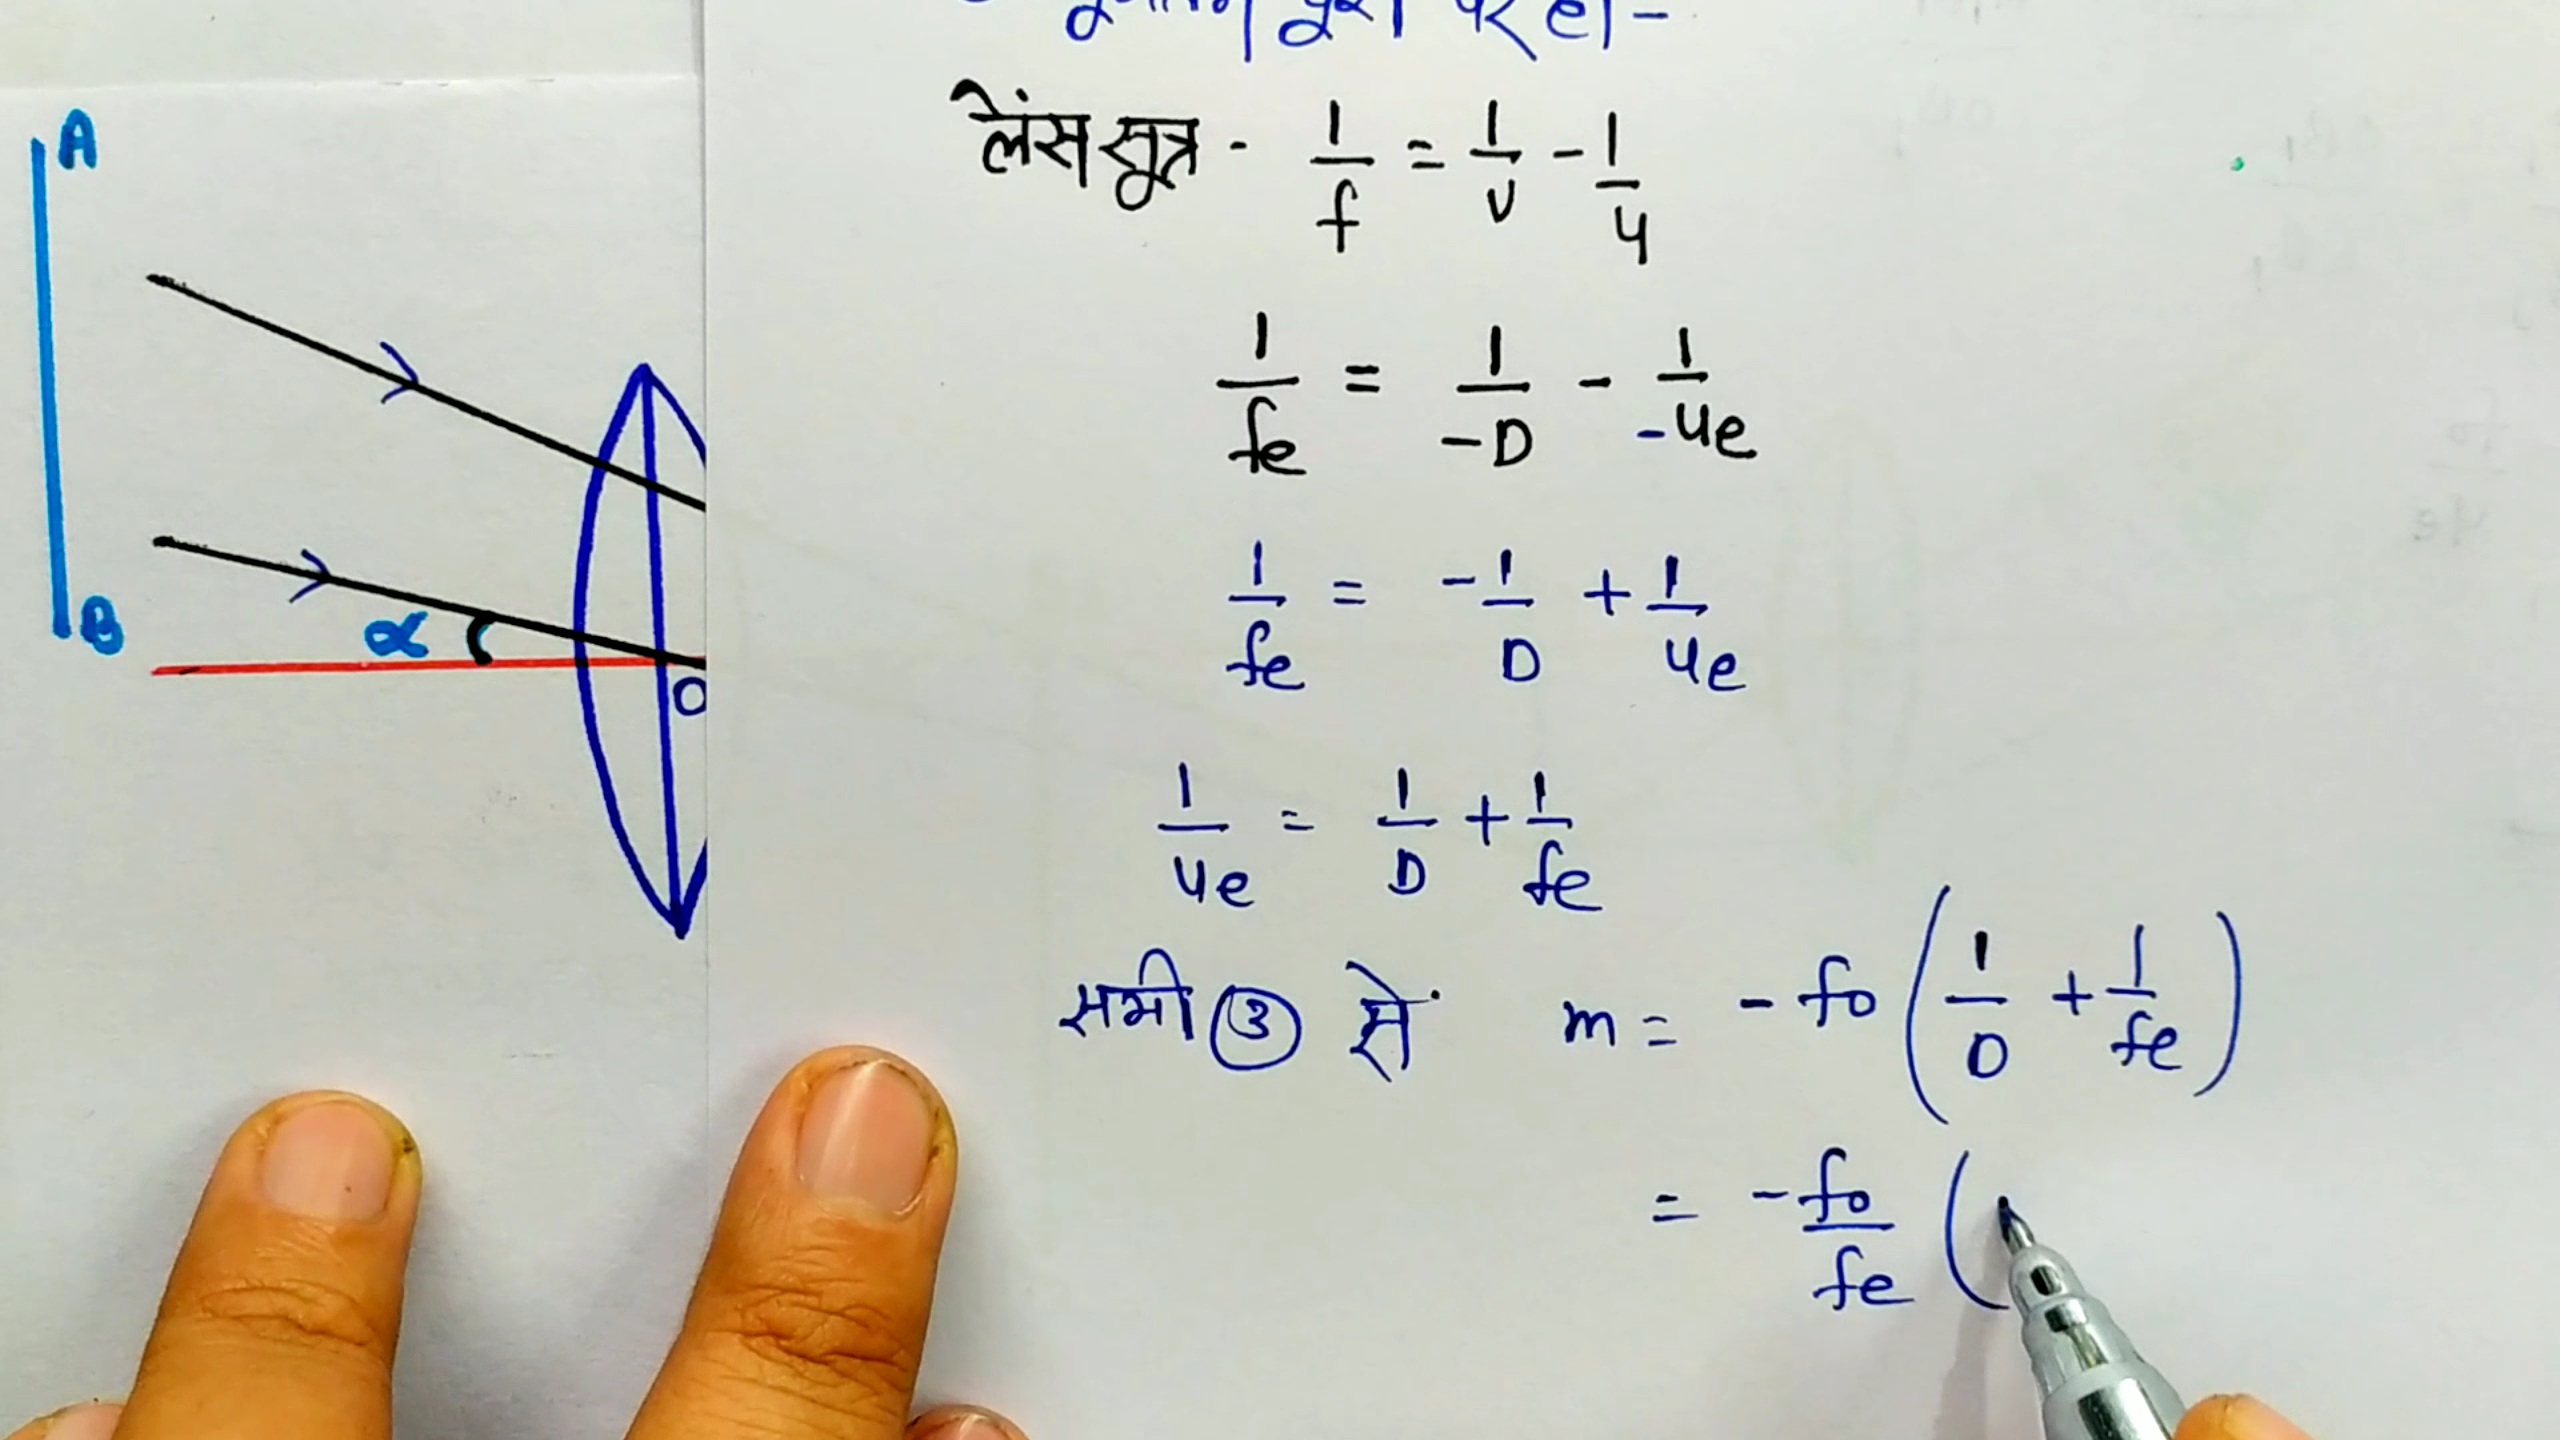 पर हो -
लेंस सूत्र - 1/f = 1/v - 1/u
1/fe = 1/-D - 1/-ue
1/fe = -1/D + 1/ue
1/ue = 1/D + 1/fe
समी ③ से m = - fo ( 1/D + 1/fe )
= - fo/fe (
A
B
α
O